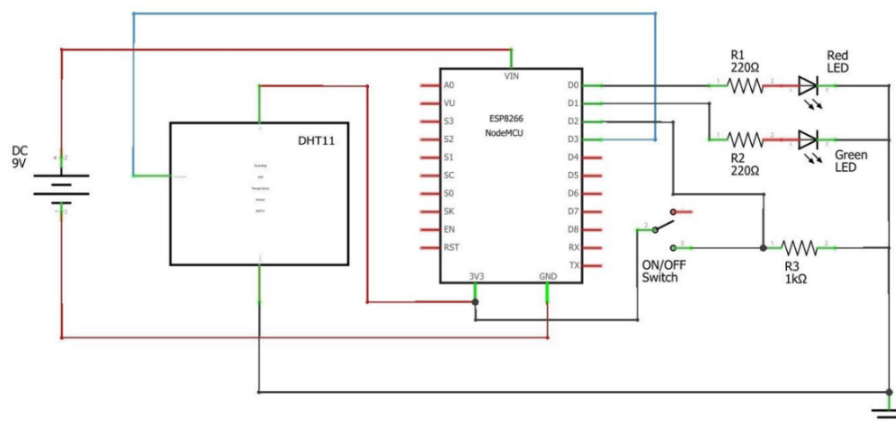 DC
9V
DHT11
VIN
A0
VU
S3
S2
S1
SC
S0
SK
EN
RST
ESP8266
NodeMCU
D0
D1
D2
D3
D4
D5
D6
D7
D8
RX
TX
3V3
GND
R1
220Ω
Red
LED
R2
220Ω
Green
LED
ON/OFF
Switch
R3
1kΩ